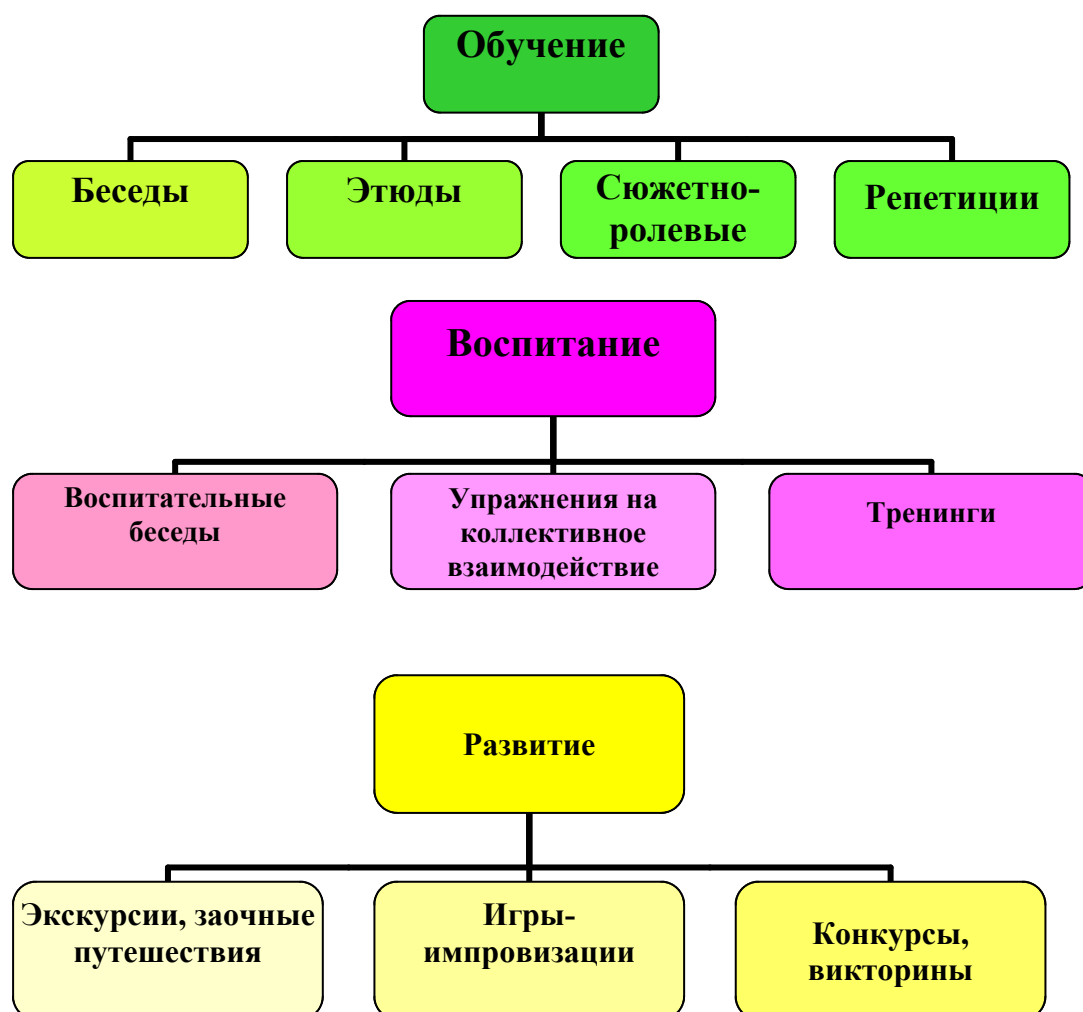 Обучение
Беседы
Этюды
Сюжетно-
ролевые
Репетиции
Воспитание
Воспитательные
беседы
Упражнения на
коллективное
взаимодействие
Тренинги
Развитие
Экскурсии, заочные
путешествия
Игры-
импровизации
Конкурсы,
викторины